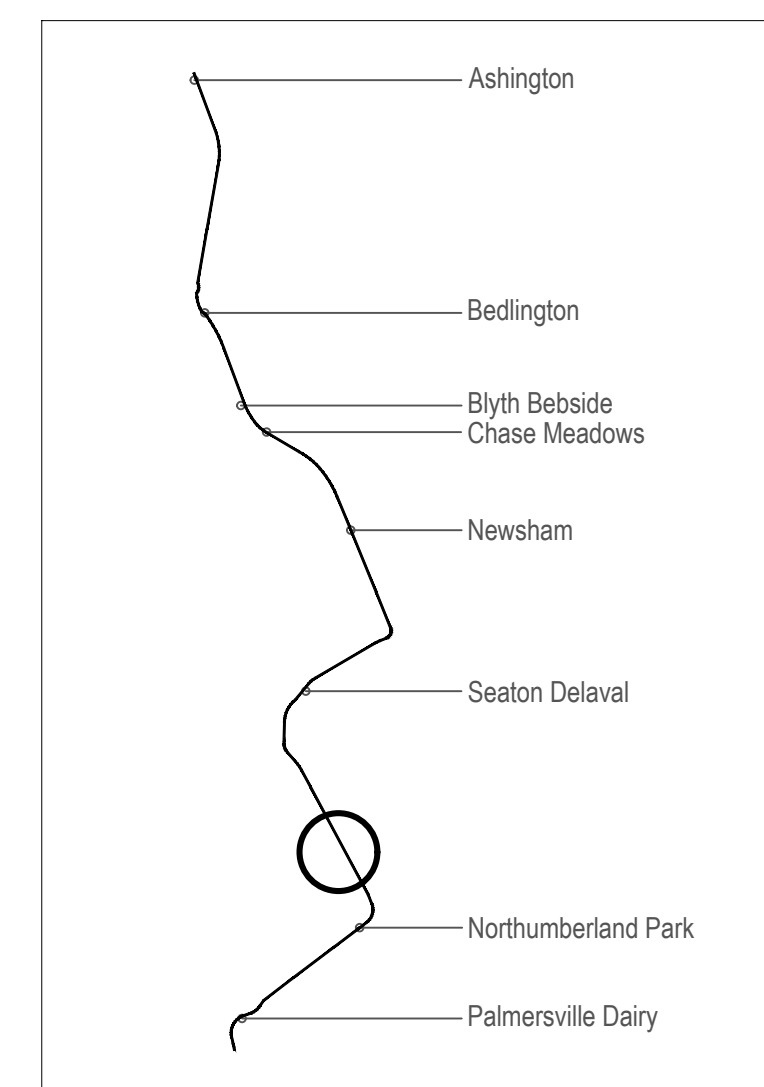 Ashington
Bedlington
Blyth Bebside
Chase Meadows
Newsham
Seaton Delaval
Northumberland Park
Palmersville Dairy